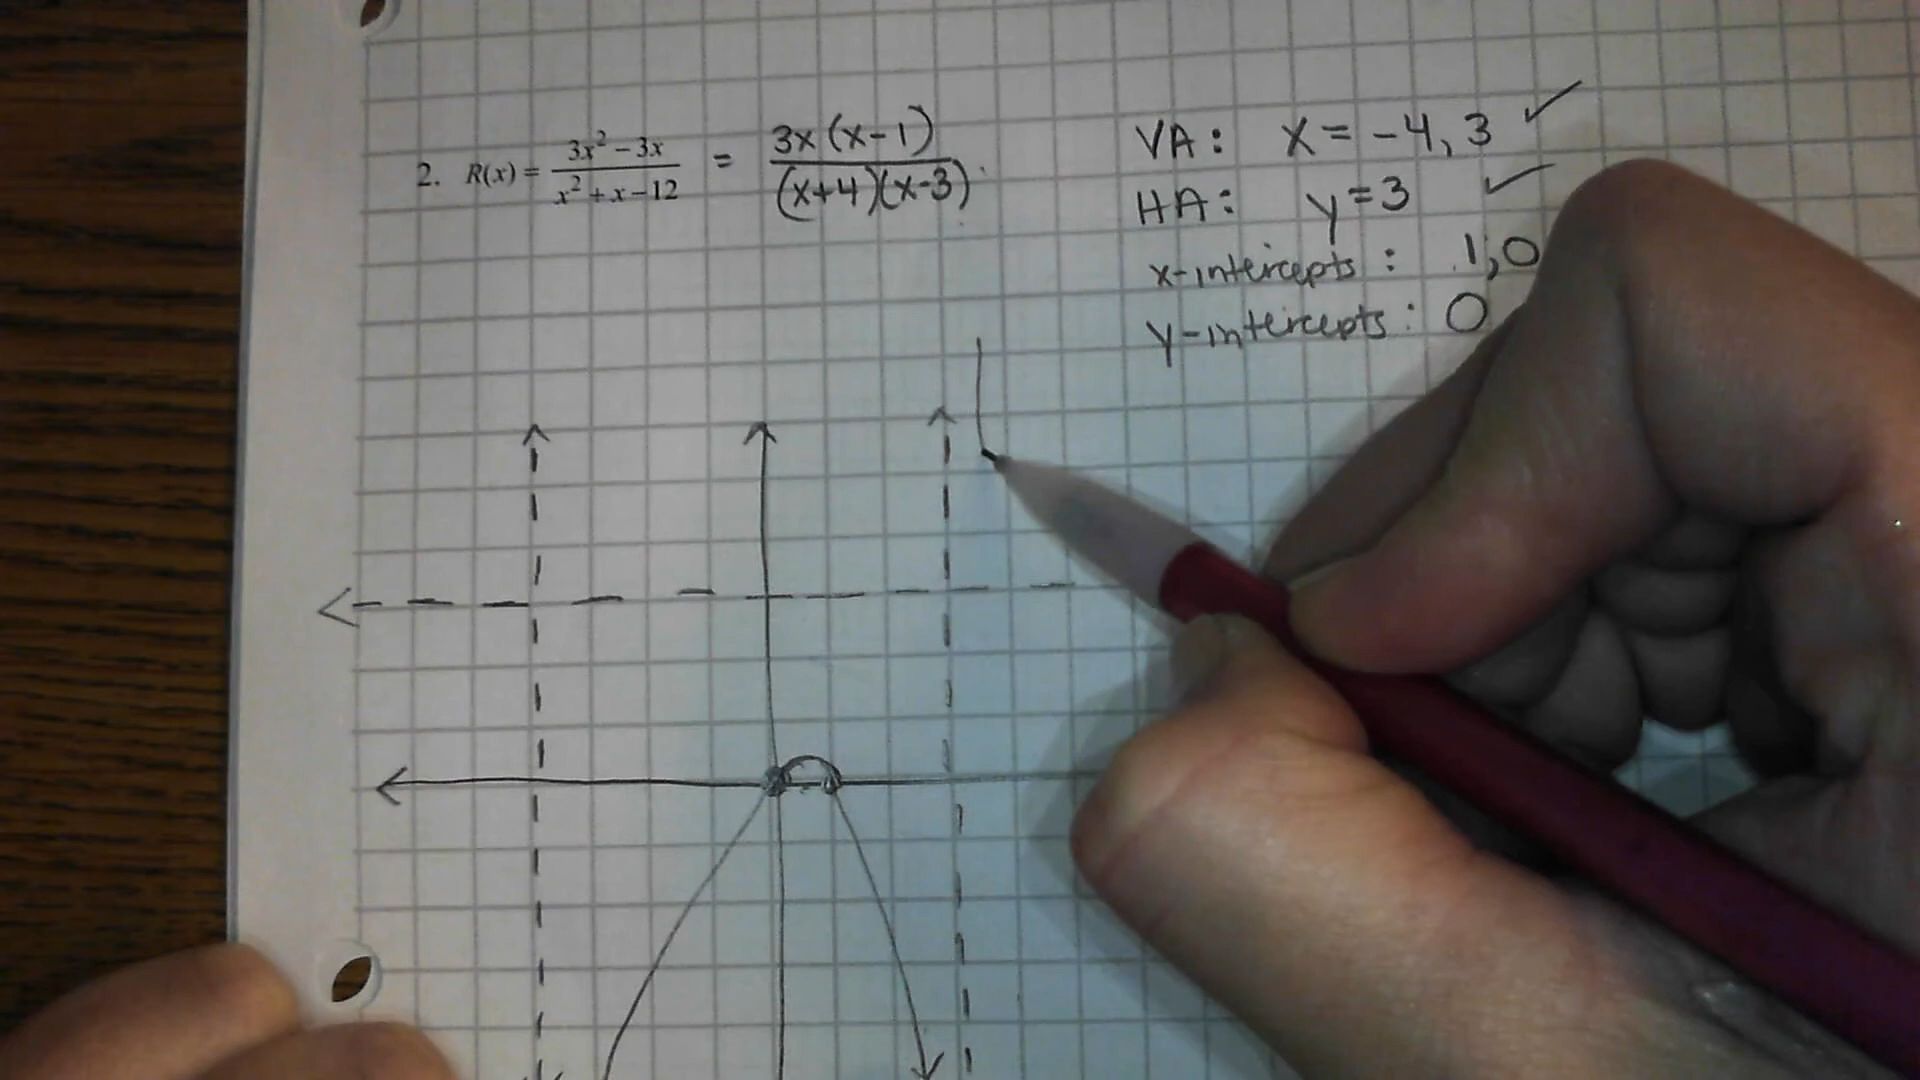 2. R(x) = 3x² - 3x / x² + x - 12 = 3x(x-1) / (x+4)(x-3)
VA: x = -4, 3 ✓
HA: y = 3 ✓
x-intercepts: 1, 0
y-intercepts: 0